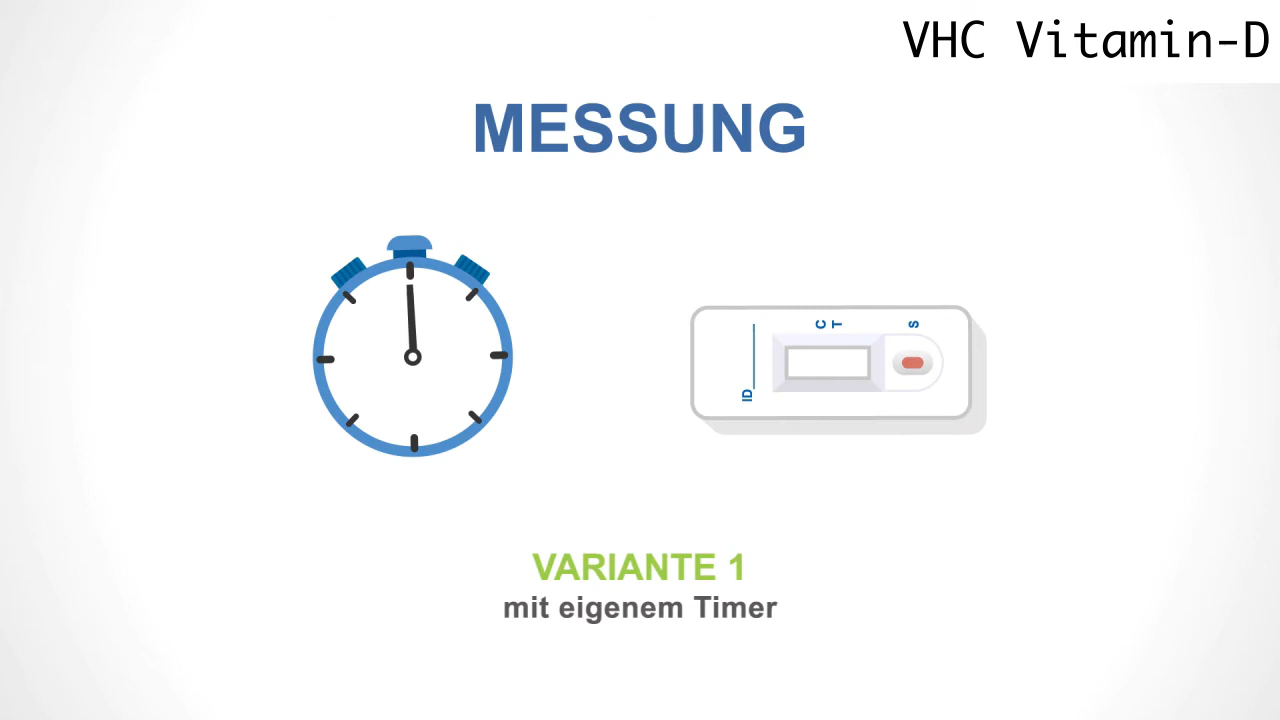 VHC Vitamin-D
MESSUNG
C
T
S
ID
VARIANTE 1
mit eigenem Timer